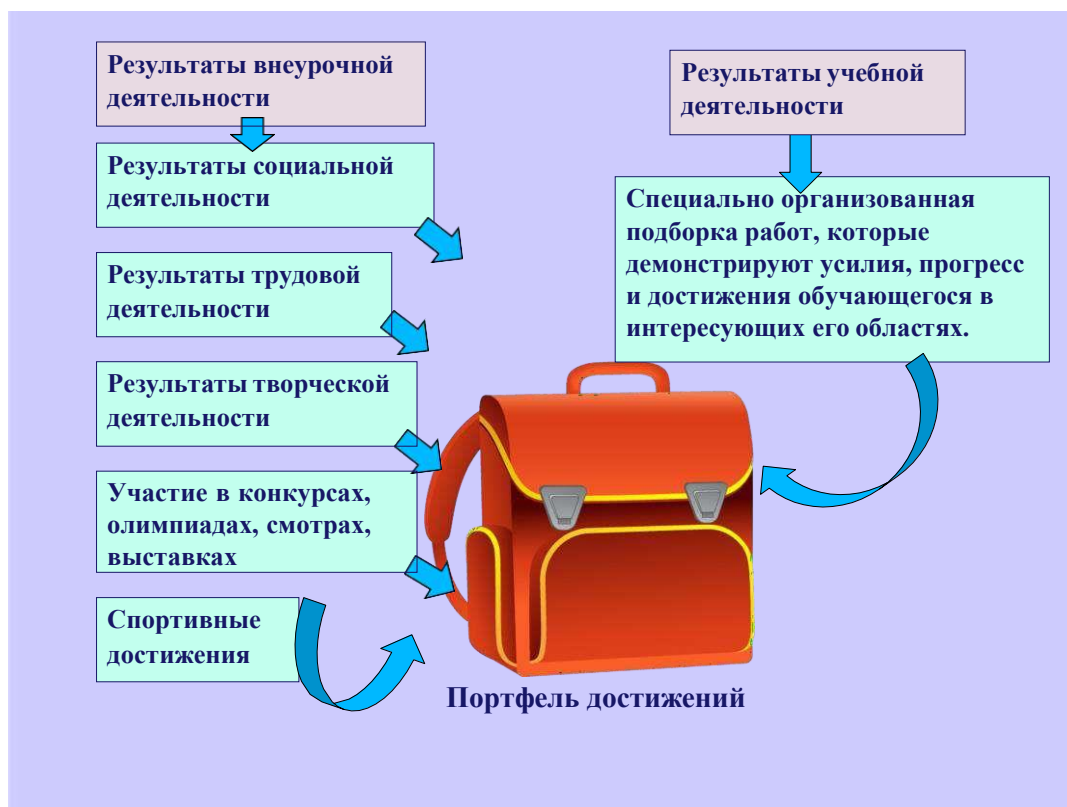 Результаты внеурочной
деятельности
Результаты социальной
деятельности
Результаты трудовой
деятельности
Результаты творческой
деятельности
Участие в конкурсах,
олимпиадах, смотрах,
выставках
Спортивные
достижения
Результаты учебной
деятельности
Специально организованная
подборка работ, которые
демонстрируют усилия, прогресс
и достижения обучающегося в
интересующих его областях.
Портфель достижений